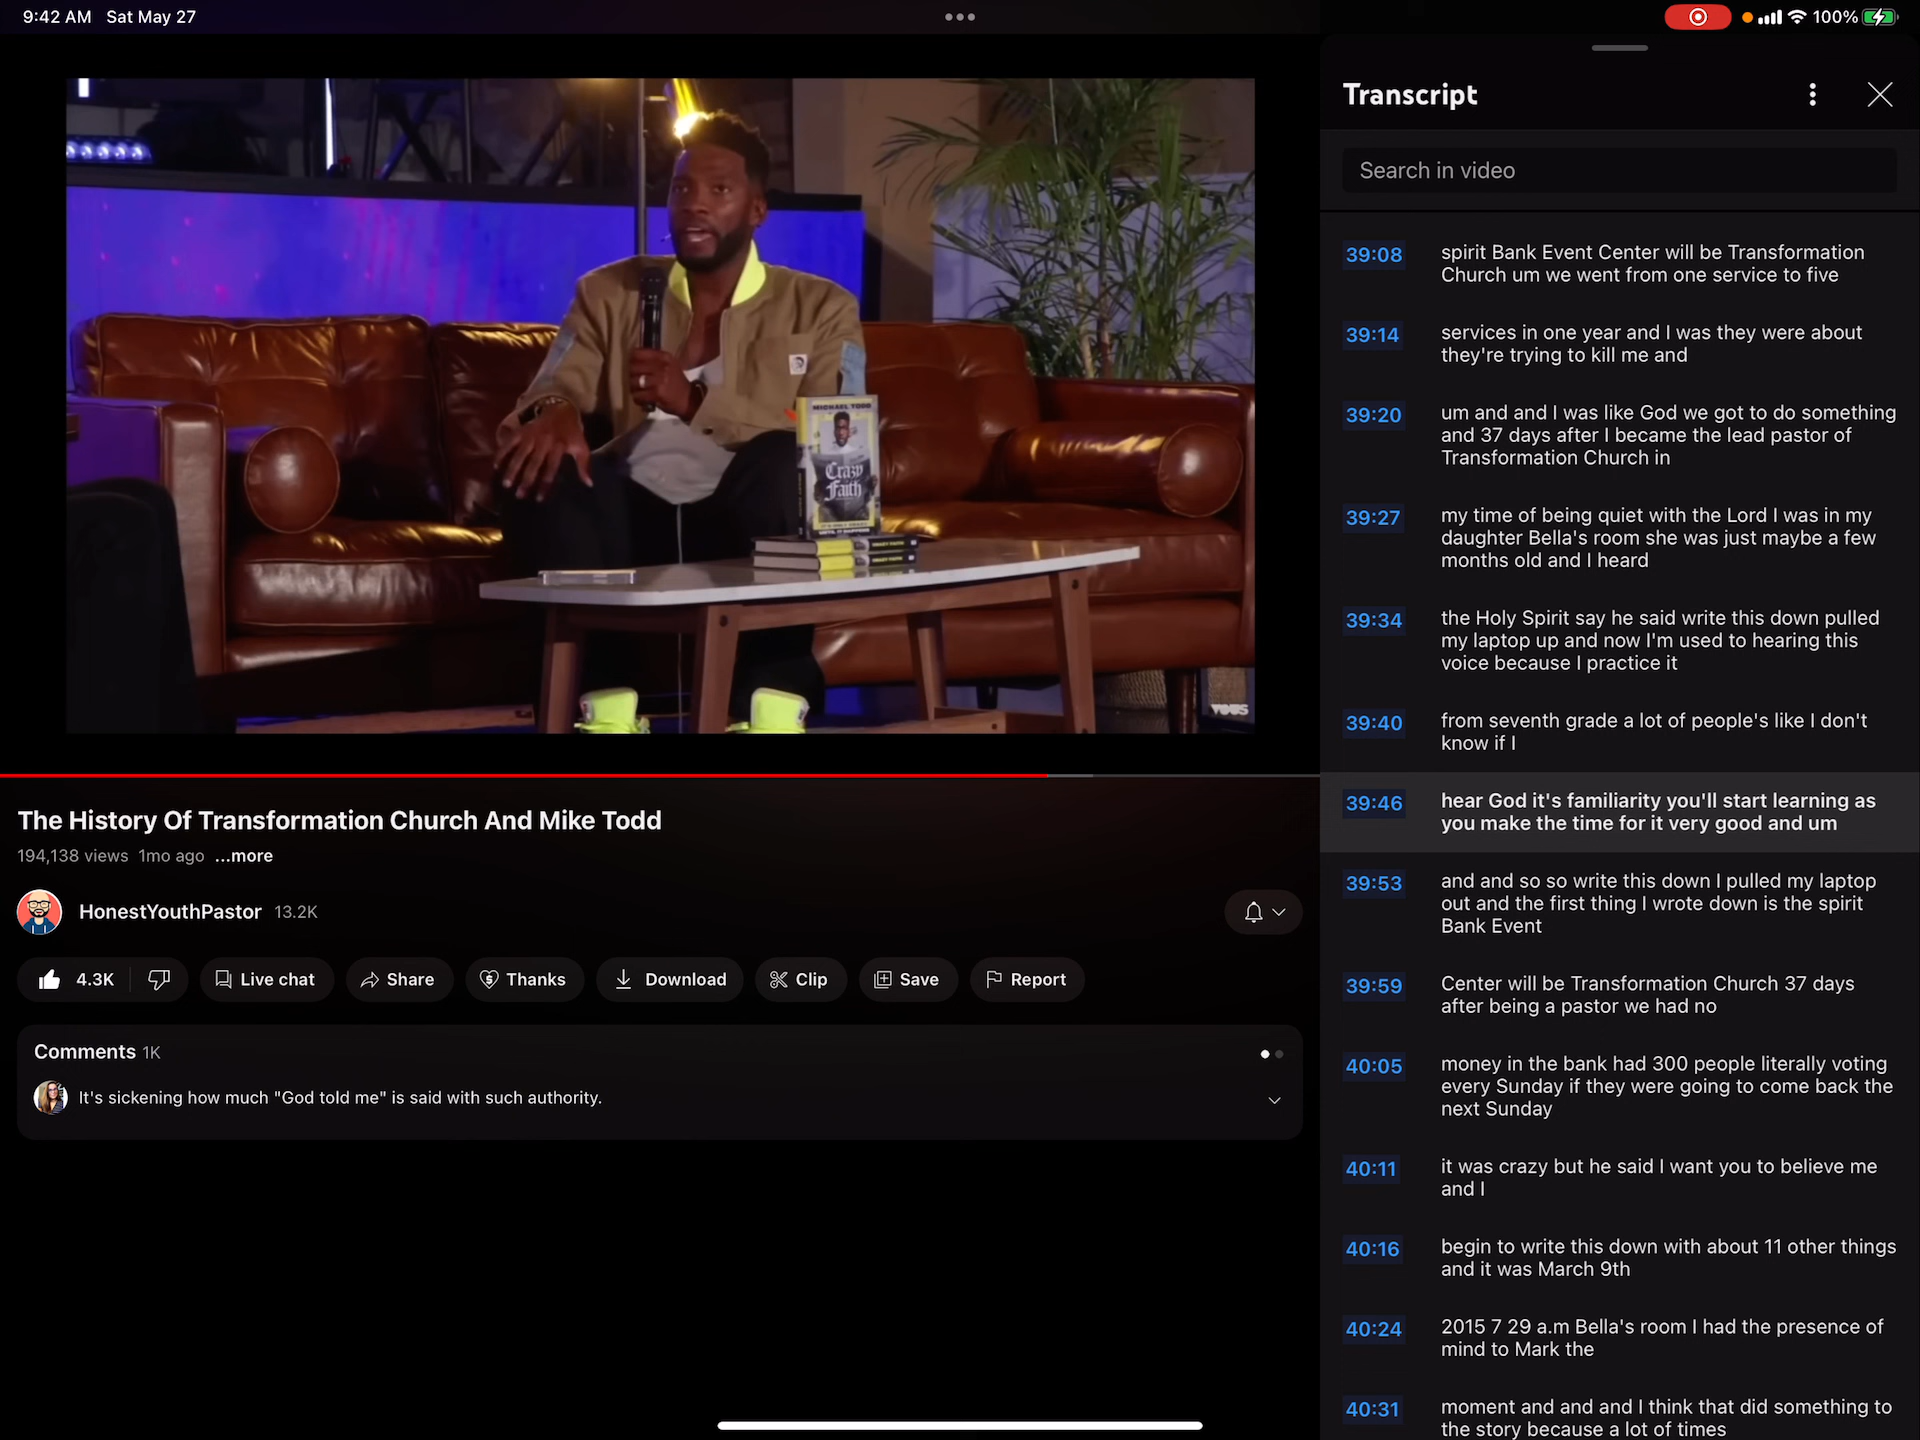 9:42 AM Sat May 27
100%
MICHAEL TODD
Crazy
Faith
VOUS
The History Of Transformation Church And Mike Todd
194,138 views 1mo ago ...more
HonestYouthPastor 13.2K
4.3K Live chat Share Thanks Download Clip Save Report
Comments 1K
It's sickening how much "God told me" is said with such authority.
Transcript
Search in video
39:08 spirit Bank Event Center will be Transformation
Church um we went from one service to five
39:14 services in one year and I was they were about
they're trying to kill me and
39:20 um and and I was like God we got to do something
and 37 days after I became the lead pastor of
Transformation Church in
39:27 my time of being quiet with the Lord I was in my
daughter Bella's room she was just maybe a few
months old and I heard
39:34 the Holy Spirit say he said write this down pulled
my laptop up and now I'm used to hearing this
voice because I practice it
39:40 from seventh grade a lot of people's like I don't
know if I
39:46 hear God it's familiarity you'll start learning as
you make the time for it very good and um
39:53 and and so so write this down I pulled my laptop
out and the first thing I wrote down is the spirit
Bank Event
39:59 Center will be Transformation Church 37 days
after being a pastor we had no
40:05 money in the bank had 300 people literally voting
every Sunday if they were going to come back the
next Sunday
40:11 it was crazy but he said I want you to believe me
and I
40:16 begin to write this down with about 11 other things
and it was March 9th
40:24 2015 7 29 a.m Bella's room I had the presence of
mind to Mark the
40:31 moment and and and I think that did something to
the story because a lot of times